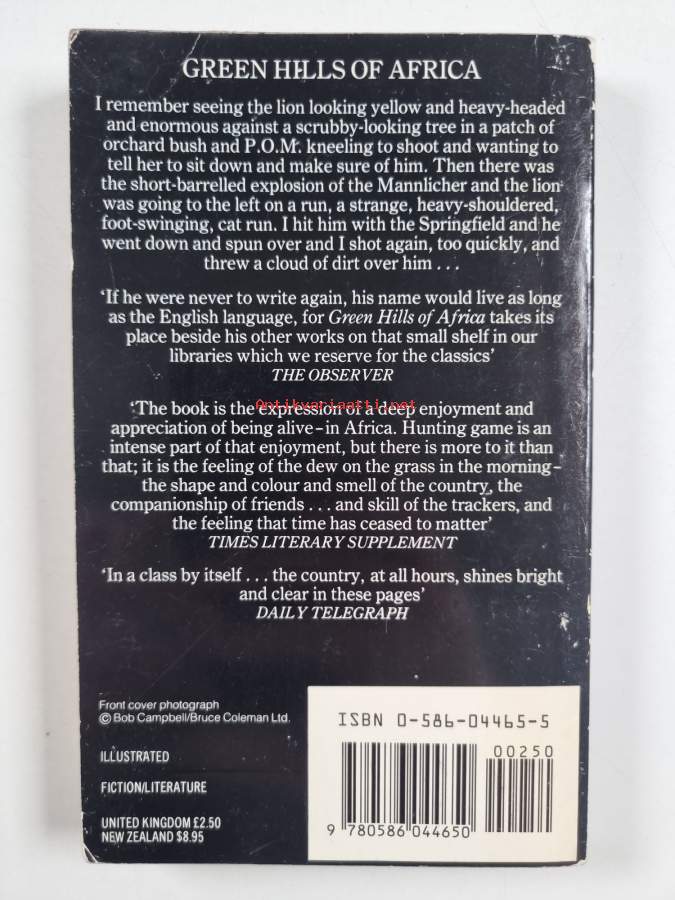 GREEN HILLS OF AFRICA
I remember seeing the lion looking yellow and heavy-headed
and enormous against a scrubby-looking tree in a patch of
orchard bush and P.O.M. kneeling to shoot and wanting to
tell her to sit down and make sure of him. Then there was
the short-barrelled explosion of the Mannlicher and the lion
was going to the left on a run, a strange, heavy-shouldered,
foot-swinging, cat run. I hit him with the Springfield and he
went down and spun over and I shot again, too quickly, and
threw a cloud of dirt over him . . .
‘If he were never to write again, his name would live as long
as the English language, for Green Hills of Africa takes its
place beside his other works on that small shelf in our
libraries which we reserve for the classics’
THE OBSERVER
Antikvariaatti.net
‘The book is the expression of a deep enjoyment and
appreciation of being alive – in Africa. Hunting game is an
intense part of that enjoyment, but there is more to it than
that; it is the feeling of the dew on the grass in the morning –
the shape and colour and smell of the country, the
companionship of friends . . . and skill of the trackers, and
the feeling that time has ceased to matter’
TIMES LITERARY SUPPLEMENT
‘In a class by itself . . . the country, at all hours, shines bright
and clear in these pages’
DAILY TELEGRAPH
Front cover photograph
© Bob Campbell/Bruce Coleman Ltd.
ILLUSTRATED
FICTION/LITERATURE
UNITED KINGDOM £2.50
NEW ZEALAND $8.95
ISBN 0-586-04465-5
00250
9 780586 044650